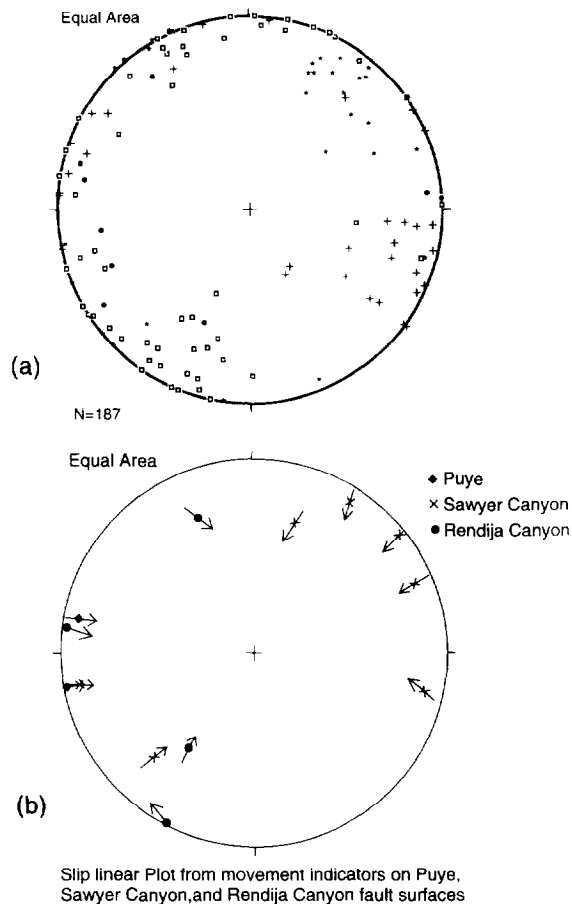 Equal Area
(a)
N=187
Equal Area
Puye
Sawyer Canyon
Rendija Canyon
(b)
Slip linear Plot from movement indicators on Puye,
Sawyer Canyon,and Rendija Canyon fault surfaces